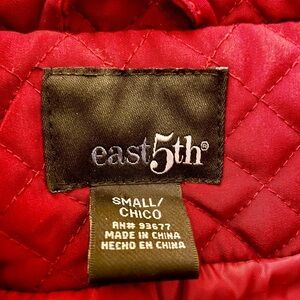 east5th®
SMALL/
CHICO
RN# 93677
MADE IN CHINA
HECHO EN CHINA